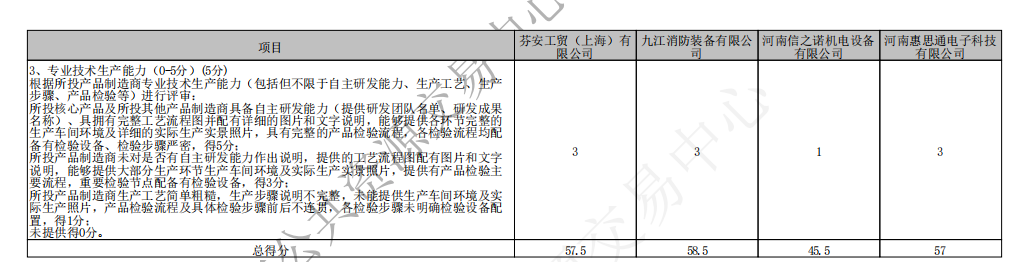 项目
芬安工贸（上海）有限公司
九江消防装备有限公司
河南信之诺机电设备有限公司
河南惠思通电子科技有限公司
3、专业技术生产能力（0-5分）(5分)
根据所投产品制造商专业技术生产能力（包括但不限于自主研发能力、生产工艺、生产
步骤、产品检验等）进行评审：
所投核心产品及所投其他产品制造商具备自主研发能力（提供研发团队名单、研发成果
名称）、具拥有完整工艺流程图并配有详细的图片和文字说明，能够提供各环节完整的
生产车间环境及详细的实际生产实景照片，具有完整的产品检验流程，各检验流程均配
备有检验设备、检验步骤严密，得5分；
所投产品制造商未对是否有自主研发能力作出说明，提供的工艺流程图配有图片和文字
说明，能够提供大部分生产环节生产车间环境及实际生产实景照片，提供有产品检验主
要流程，重要检验节点配备有检验设备，得3分；
所投产品制造商生产工艺简单粗糙，生产步骤说明不完整，未能提供生产车间环境及实
际生产照片，产品检验流程及具体检验步骤前后不连贯，各检验步骤未明确检验设备配
置，得1分；
未提供得0分。
3
3
1
3
总得分
57.5
58.5
45.5
57
公共资源交易中心
交易中心